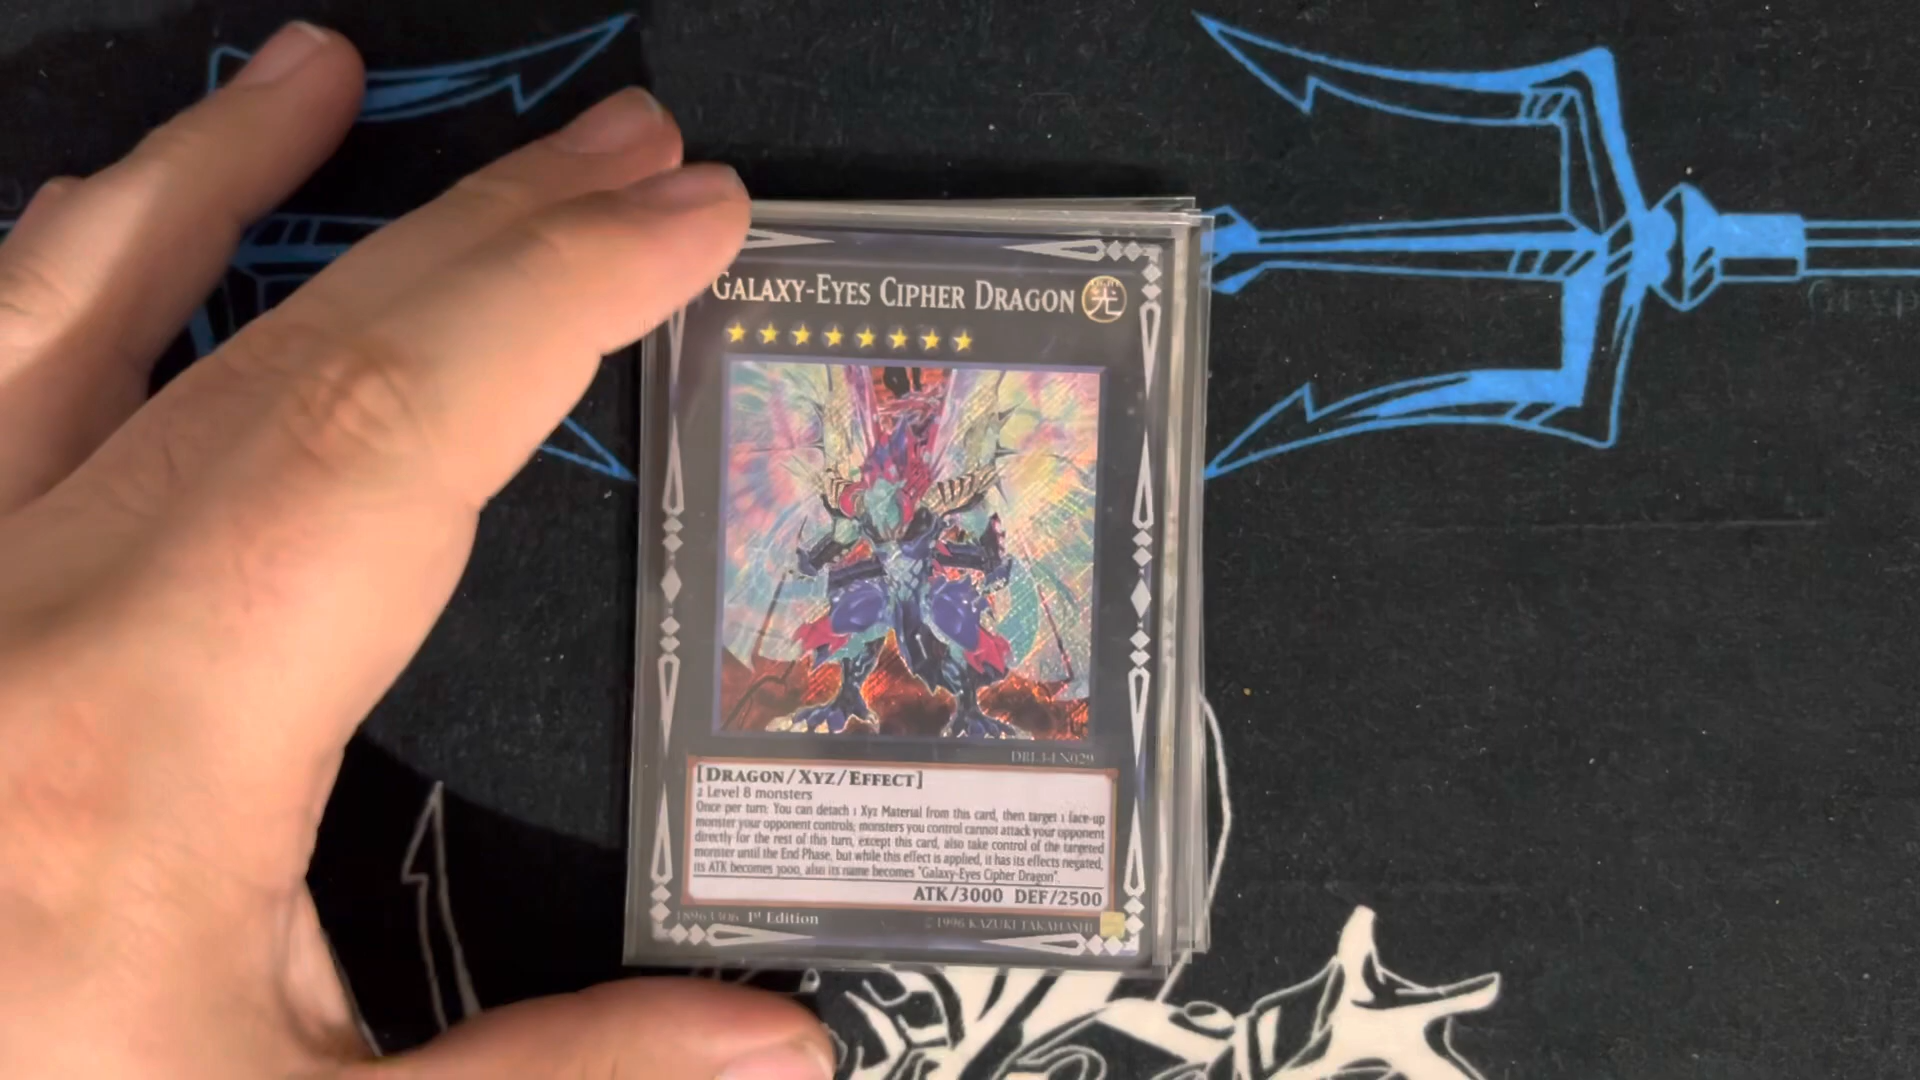 GALAXY-EYES CIPHER DRAGON
光
DBL3-EN029
[DRAGON/XYZ/EFFECT]
2 Level 8 monsters
Once per turn: You can detach 1 Xyz Material from this card, then target 1 face-up
monster your opponent controls; monsters you control cannot attack your opponent
directly for the rest of this turn, except this card, also take control of the targeted
monster until the End Phase, but while this effect is applied, it has its effects negated,
its ATK becomes 3000, also its name becomes "Galaxy-Eyes Cipher Dragon".
ATK/3000 DEF/2500
18963306 1st Edition
©1996 KAZUKI TAKAHASHI